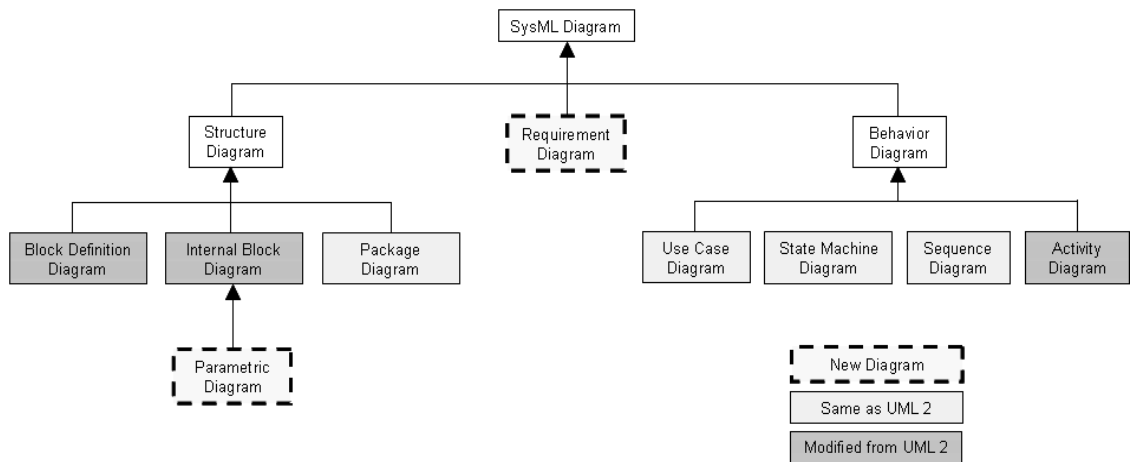 SysML Diagram
Structure
Diagram
Requirement
Diagram
Behavior
Diagram
Block Definition
Diagram
Internal Block
Diagram
Package
Diagram
Use Case
Diagram
State Machine
Diagram
Sequence
Diagram
Activity
Diagram
Parametric
Diagram
New Diagram
Same as UML 2
Modified from UML 2